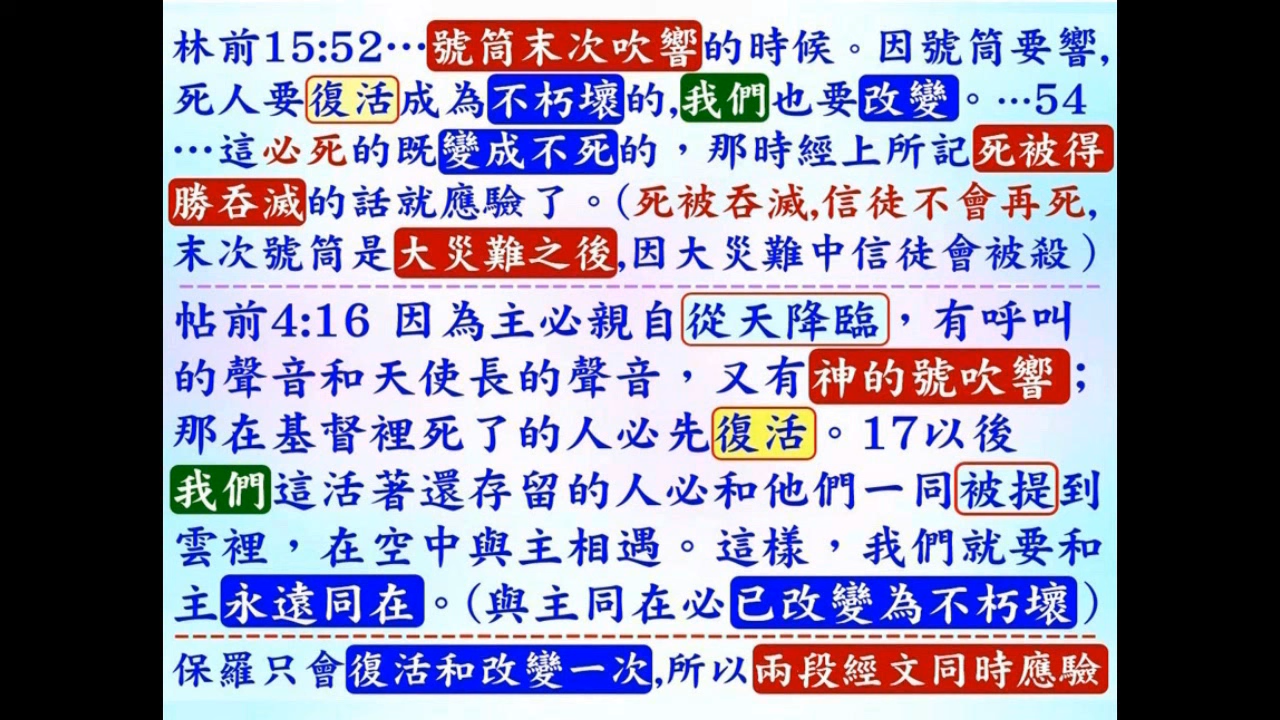 林前15:52…號筒末次吹響的時候。因號筒要響,
死人要復活成為不朽壞的,我們也要改變。…54
…這必死的既變成不死的，那時經上所記死被得
勝吞滅的話就應驗了。(死被吞滅,信徒不會再死,
末次號筒是大災難之後,因大災難中信徒會被殺)
帖前4:16 因為主必親自從天降臨，有呼叫
的聲音和天使長的聲音，又有神的號吹響；
那在基督裡死了的人必先復活。17以後
我們這活著還存留的人必和他們一同被提到
雲裡，在空中與主相遇。這樣，我們就要和
主永遠同在。(與主同在必已改變為不朽壞)
保羅只會復活和改變一次,所以兩段經文同時應驗